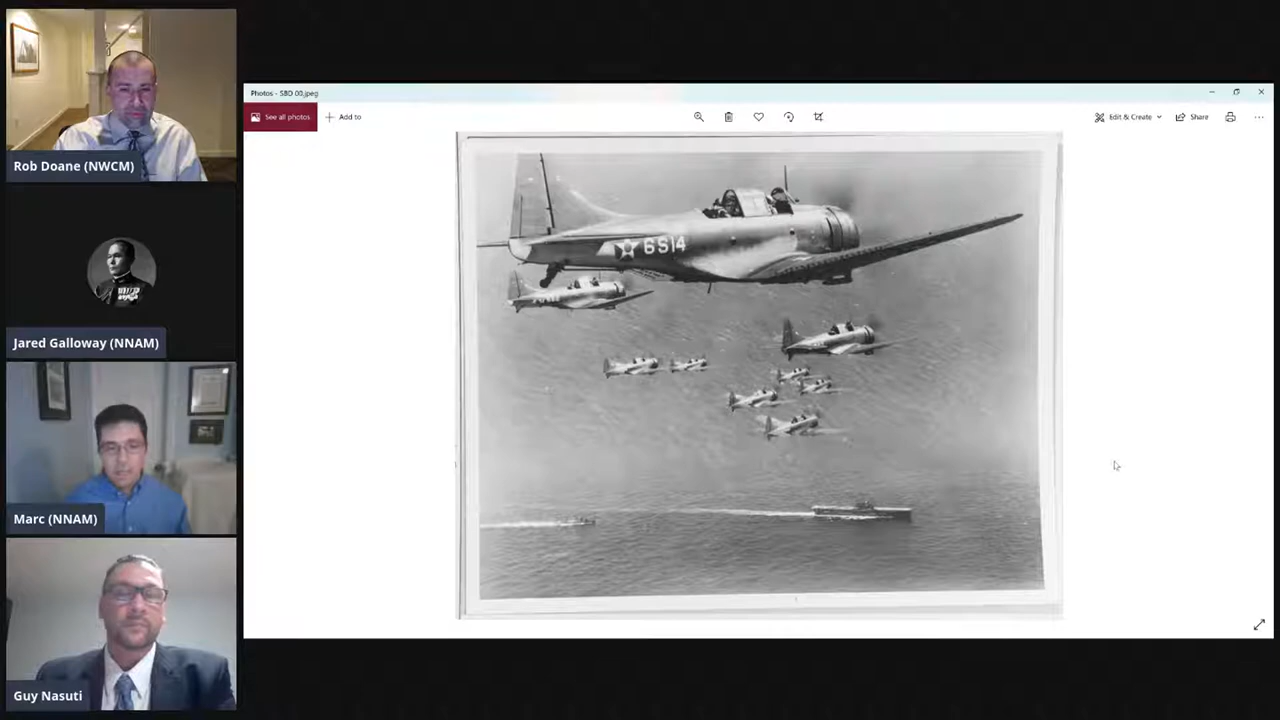 Rob Doane (NWCM)
Jared Galloway (NNAM)
Marc (NNAM)
Guy Nasuti
Photos - SBD 00.jpeg
See all photos
Add to
Edit & Create
Share
6S14